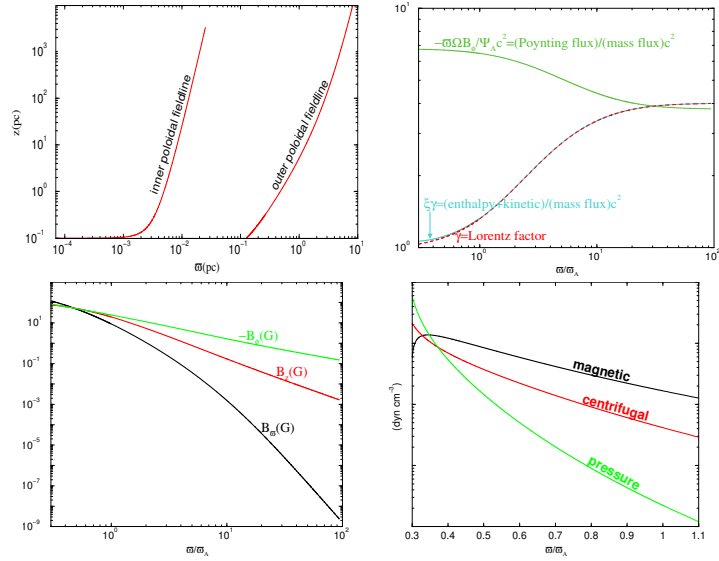 z(pc)
10⁴
10³
10²
10¹
10⁰
10⁻¹
inner poloidal fieldline
outer poloidal fieldline
10⁻⁴ 10⁻³ 10⁻² 10⁻¹ 10⁰ 10¹
ϖ(pc)
10¹
10⁰
−ϖΩB_φ/Ψ_A c²=(Poynting flux)/(mass flux)c²
ξγ=(enthalpy+kinetic)/(mass flux)c²
γ=Lorentz factor
10⁰ 10¹ 10²
ϖ/ϖ_A
10¹
10⁻¹
10⁻³
10⁻⁵
10⁻⁷
10⁻⁹
−B_φ(G)
B_z(G)
B_ϖ(G)
10⁰ 10¹ 10²
ϖ/ϖ_A
(dyn cm⁻³)
magnetic
centrifugal
pressure
0.3 0.4 0.5 0.6 0.7 0.8 0.9 1 1.1
ϖ/ϖ_A